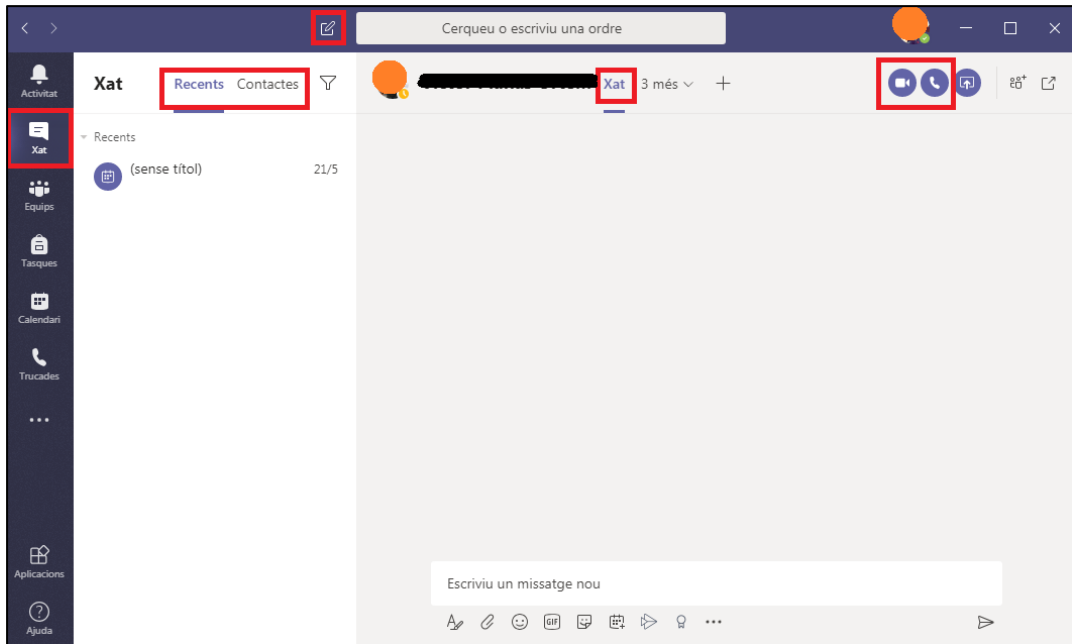 Cerqueu o escriviu una ordre
Activitat
Xat
Equips
Tasques
Calendari
Trucades
Aplicacions
Ajuda
Xat Recents Contactes
Recents
(sense títol) 21/5
Xat 3 més
Escriviu un missatge nou
GIF